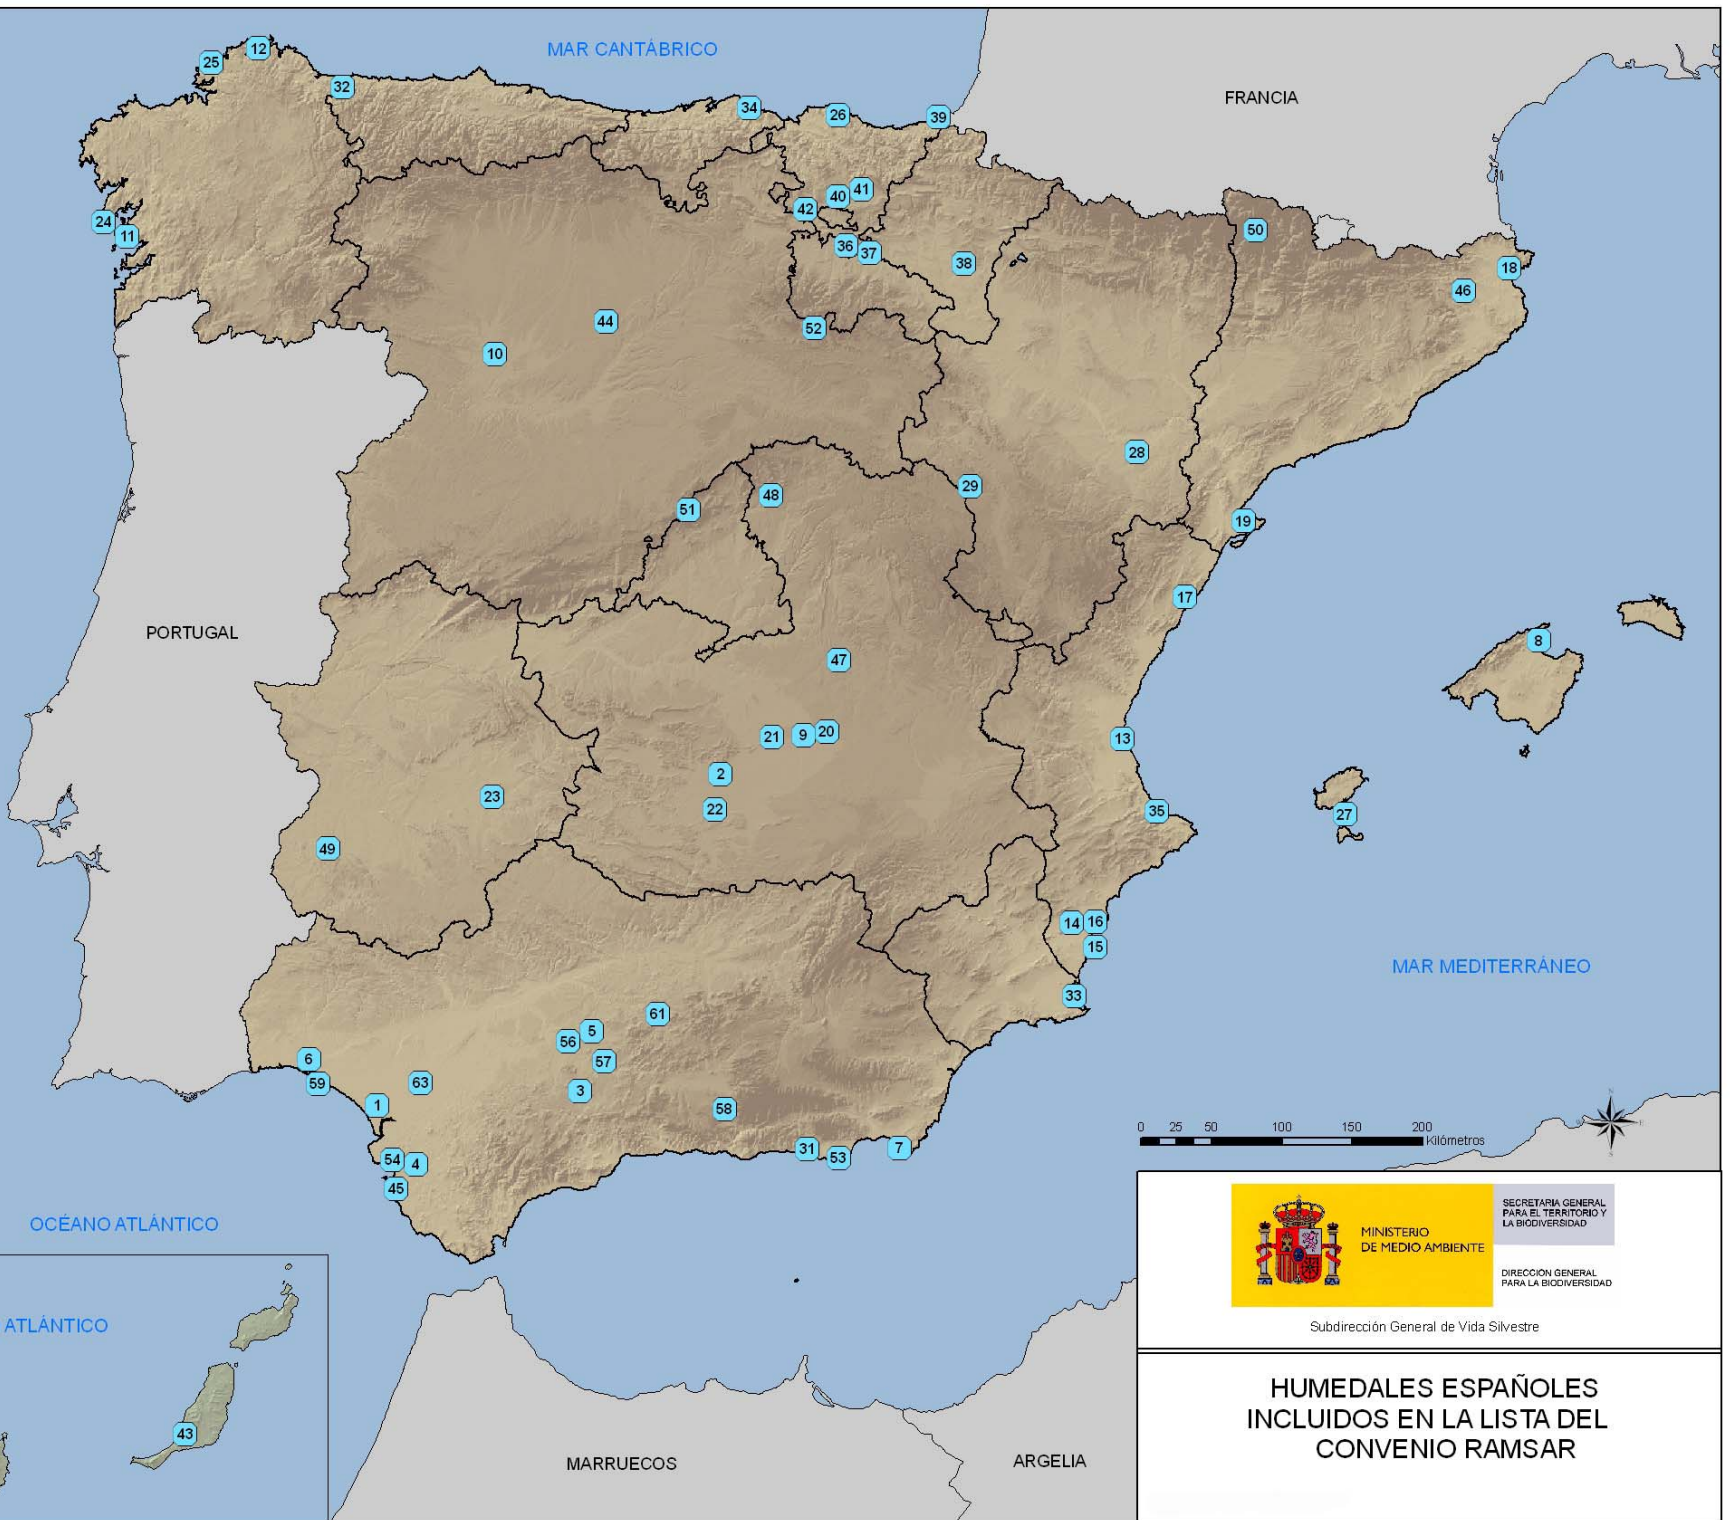 MAR CANTÁBRICO
FRANCIA
PORTUGAL
MAR MEDITERRÁNEO
OCÉANO ATLÁNTICO
ATLÁNTICO
MARRUECOS
ARGELIA
12
25
32
34
26
39
41
40
42
24
11
36
37
38
50
18
46
44
52
10
28
29
48
51
19
17
8
47
21
9
20
13
2
22
23
35
27
49
14
16
15
33
61
5
56
57
6
59
63
3
1
58
31
53
7
54
4
45
43
N
E
S
0 25 50 100 150 200
Kilómetros
MINISTERIO
DE MEDIO AMBIENTE
SECRETARIA GENERAL
PARA EL TERRITORIO Y
LA BIODIVERSIDAD
DIRECCIÓN GENERAL
PARA LA BIODIVERSIDAD
Subdirección General de Vida Silvestre
HUMEDALES ESPAÑOLES
INCLUIDOS EN LA LISTA DEL
CONVENIO RAMSAR